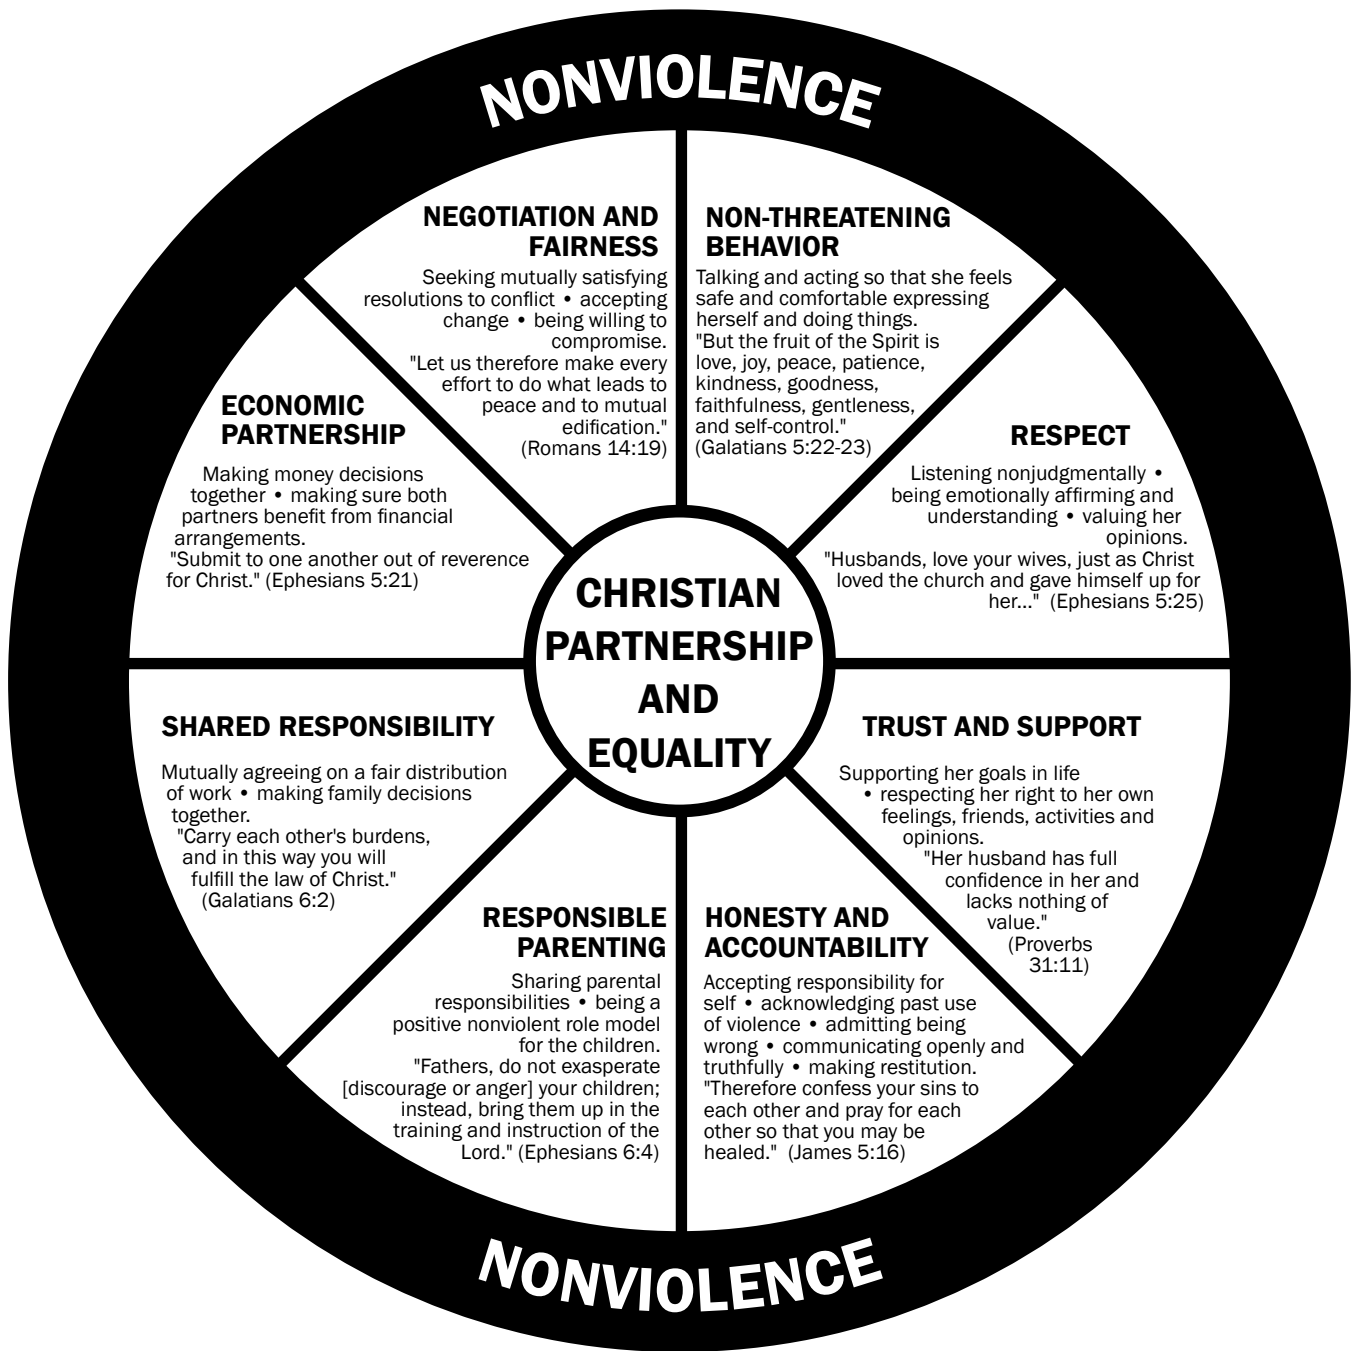 NONVIOLENCE
NEGOTIATION AND
FAIRNESS
Seeking mutually satisfying
resolutions to conflict • accepting
change • being willing to
compromise.
"Let us therefore make every
effort to do what leads to
peace and to mutual
edification."
(Romans 14:19)
NON-THREATENING
BEHAVIOR
Talking and acting so that she feels
safe and comfortable expressing
herself and doing things.
"But the fruit of the Spirit is
love, joy, peace, patience,
kindness, goodness,
faithfulness, gentleness,
and self-control."
(Galatians 5:22-23)
ECONOMIC
PARTNERSHIP
Making money decisions
together • making sure both
partners benefit from financial
arrangements.
"Submit to one another out of reverence
for Christ." (Ephesians 5:21)
RESPECT
Listening nonjudgmentally •
being emotionally affirming and
understanding • valuing her
opinions.
"Husbands, love your wives, just as Christ
loved the church and gave himself up for
her..." (Ephesians 5:25)
CHRISTIAN
PARTNERSHIP
AND
EQUALITY
SHARED RESPONSIBILITY
Mutually agreeing on a fair distribution
of work • making family decisions
together.
"Carry each other's burdens,
and in this way you will
fulfill the law of Christ."
(Galatians 6:2)
TRUST AND SUPPORT
Supporting her goals in life
• respecting her right to her own
feelings, friends, activities and
opinions.
"Her husband has full
confidence in her and
lacks nothing of
value."
(Proverbs
31:11)
RESPONSIBLE
PARENTING
Sharing parental
responsibilities • being a
positive nonviolent role model
for the children.
"Fathers, do not exasperate
[discourage or anger] your children;
instead, bring them up in the
training and instruction of the
Lord." (Ephesians 6:4)
HONESTY AND
ACCOUNTABILITY
Accepting responsibility for
self • acknowledging past use
of violence • admitting being
wrong • communicating openly and
truthfully • making restitution.
"Therefore confess your sins to
each other and pray for each
other so that you may be
healed." (James 5:16)
NONVIOLENCE